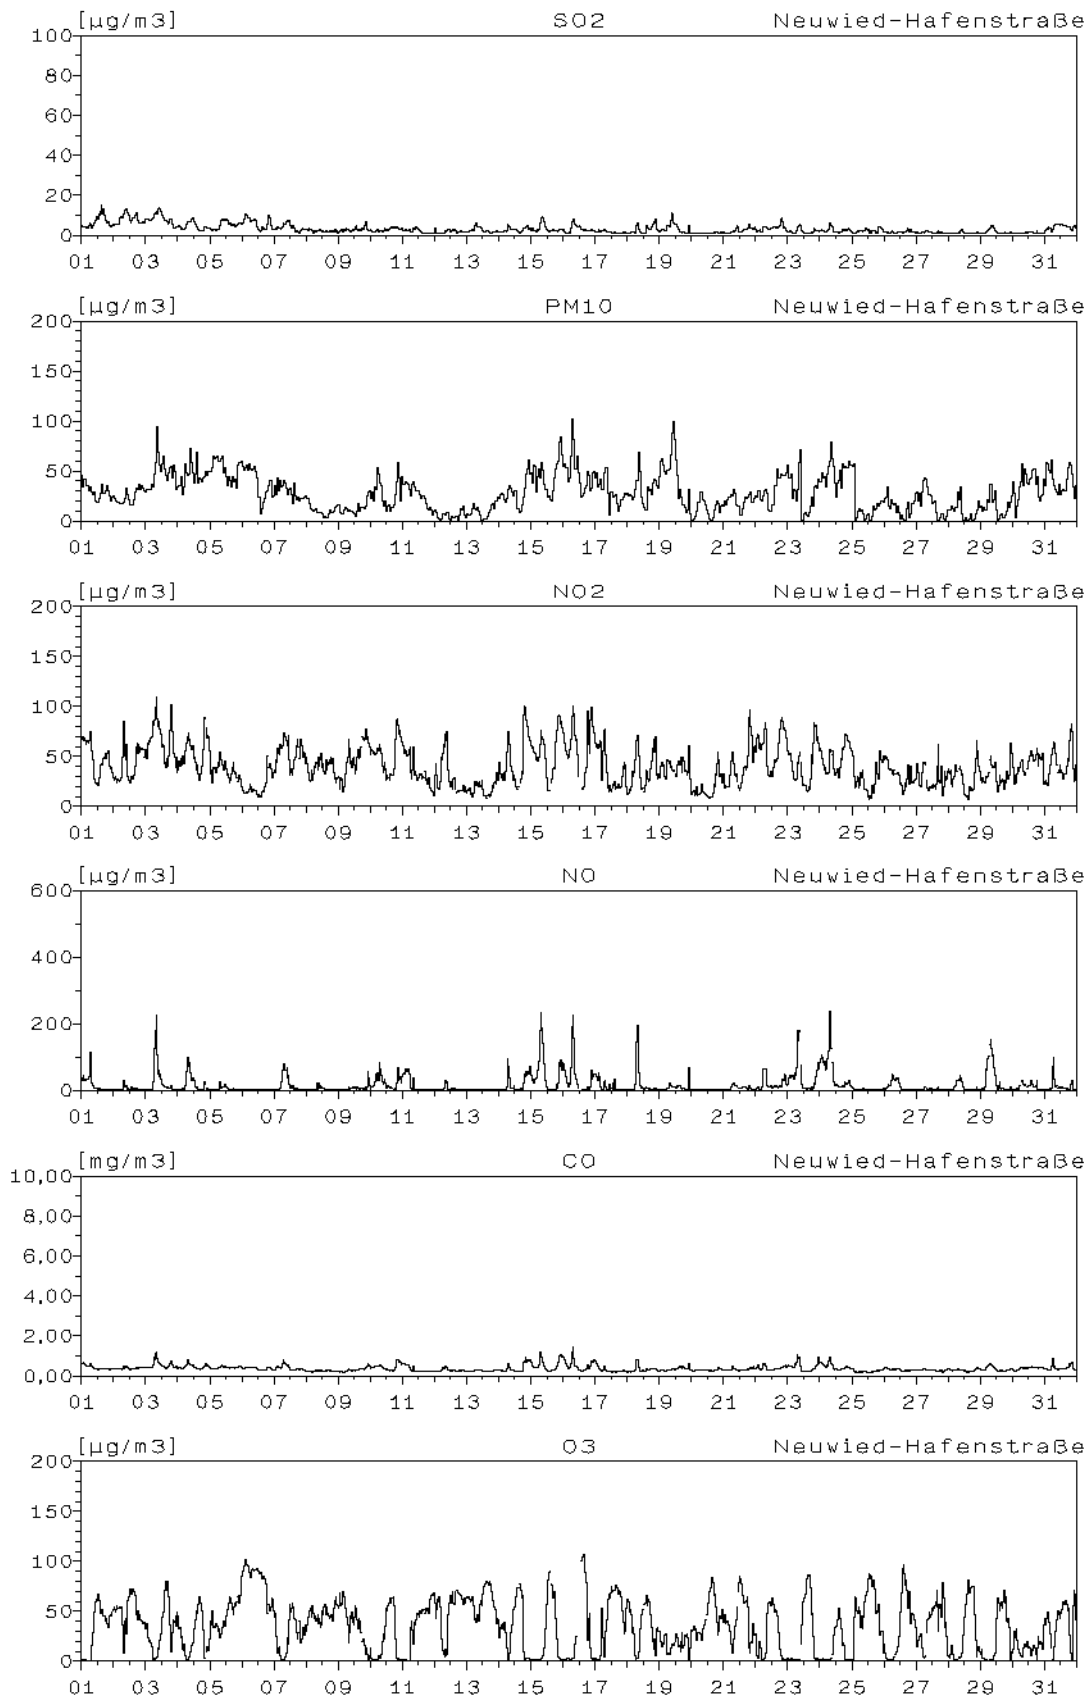 [µg/m3] SO2 Neuwied-Hafenstraße
100
80
60
40
20
0
01 03 05 07 09 11 13 15 17 19 21 23 25 27 29 31
[µg/m3] PM10 Neuwied-Hafenstraße
200
150
100
50
0
01 03 05 07 09 11 13 15 17 19 21 23 25 27 29 31
[µg/m3] NO2 Neuwied-Hafenstraße
200
150
100
50
0
01 03 05 07 09 11 13 15 17 19 21 23 25 27 29 31
[µg/m3] NO Neuwied-Hafenstraße
600
400
200
0
01 03 05 07 09 11 13 15 17 19 21 23 25 27 29 31
[mg/m3] CO Neuwied-Hafenstraße
10,00
8,00
6,00
4,00
2,00
0,00
01 03 05 07 09 11 13 15 17 19 21 23 25 27 29 31
[µg/m3] O3 Neuwied-Hafenstraße
200
150
100
50
0
01 03 05 07 09 11 13 15 17 19 21 23 25 27 29 31